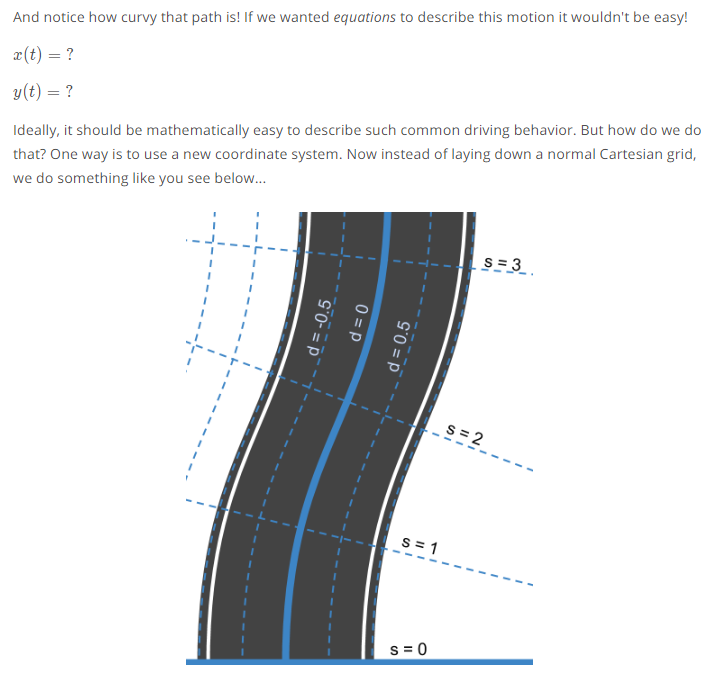 And notice how curvy that path is! If we wanted equations to describe this motion it wouldn't be easy!
x(t) = ?
y(t) = ?
Ideally, it should be mathematically easy to describe such common driving behavior. But how do we do
that? One way is to use a new coordinate system. Now instead of laying down a normal Cartesian grid,
we do something like you see below...
s = 3
d = -0.5
d = 0
d = 0.5
s = 2
s = 1
s = 0